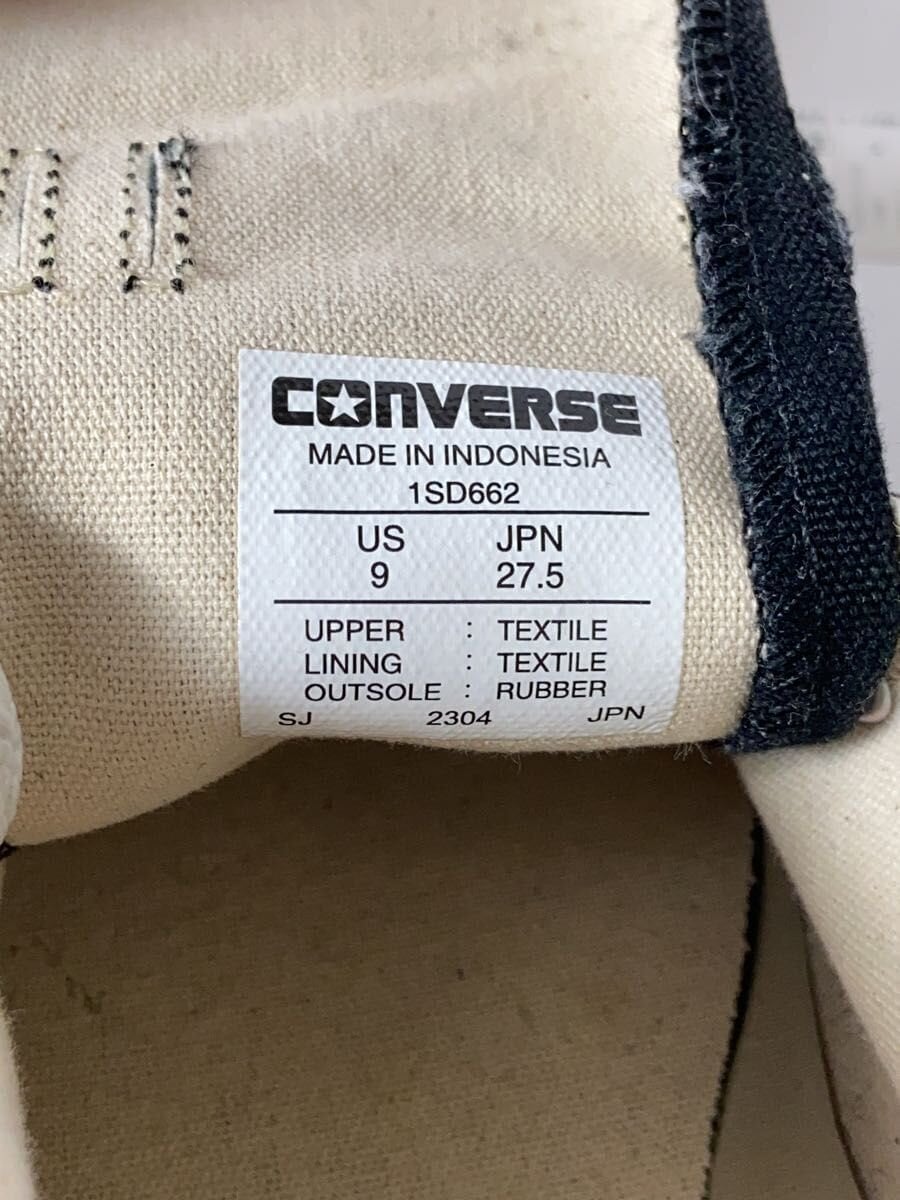 CONVERSE
MADE IN INDONESIA
1SD662
US JPN
9 27.5
UPPER : TEXTILE
LINING : TEXTILE
OUTSOLE : RUBBER
SJ 2304 JPN